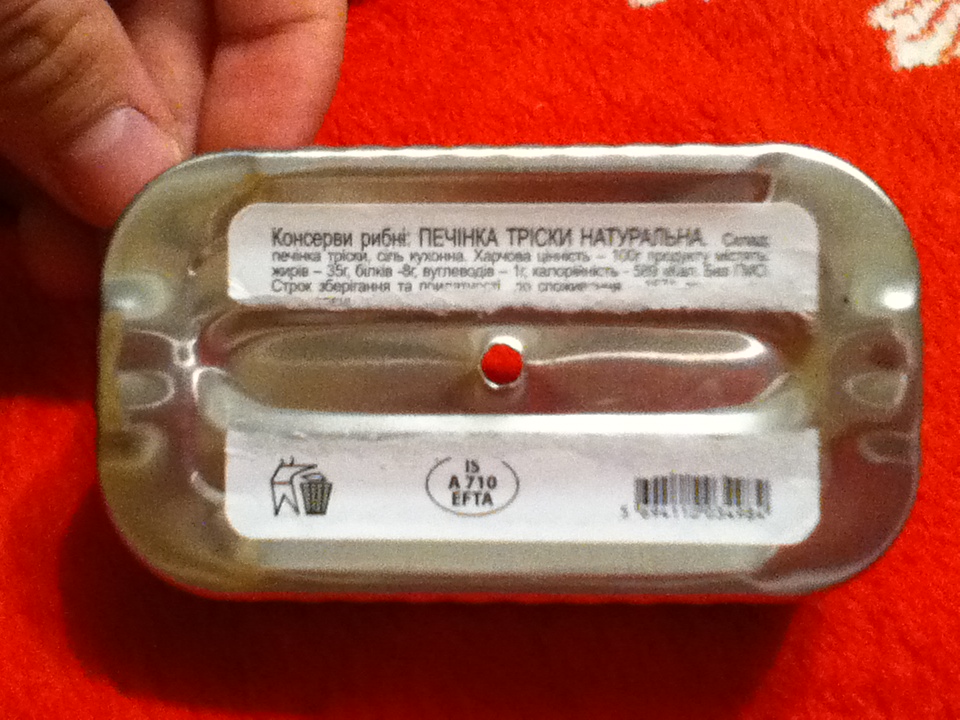 Консерви рибні: ПЕЧІНКА ТРІСКИ НАТУРАЛЬНА. Склад:
печінка тріски, сіль кухонна. Харчова цінність – 100г продукту містять:
жирів – 35г, білків -8г, вуглеводів – 1г, калорійність - 589 кКал. Без ГМО.
Строк зберігання та придатності до споживання
IS
A 710
EFTA